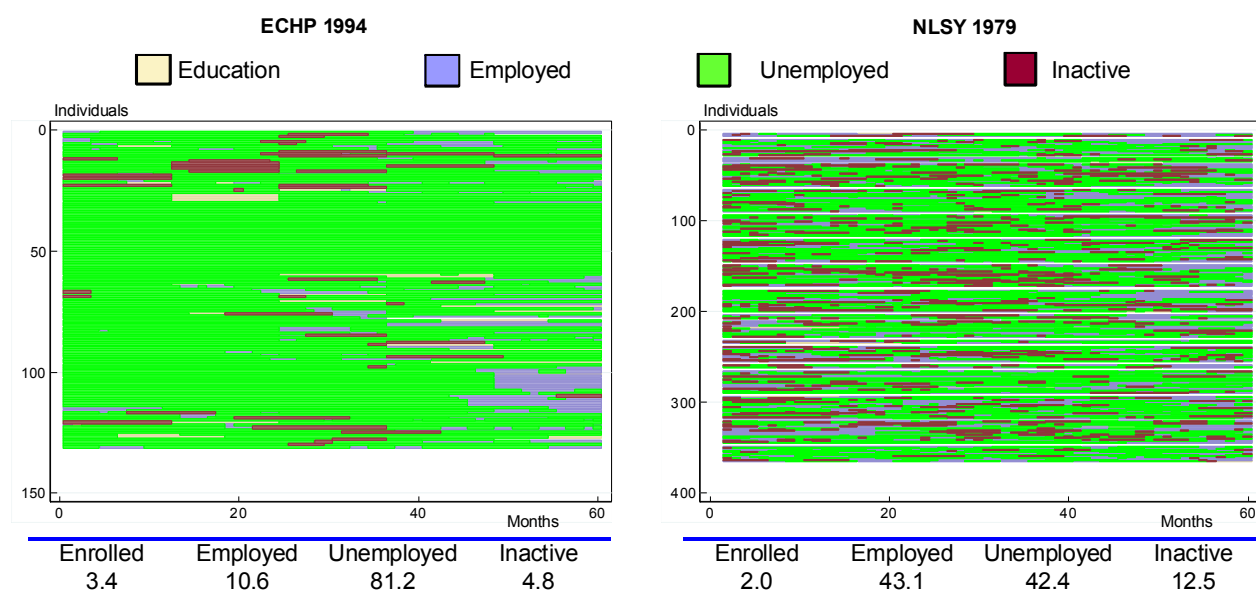 ECHP 1994
NLSY 1979
Education
Employed
Unemployed
Inactive
Individuals
0
50
100
150
0
20
40
60
Months
Individuals
0
100
200
300
400
0
20
40
60
Months
Enrolled Employed Unemployed Inactive
3.4 10.6 81.2 4.8
Enrolled Employed Unemployed Inactive
2.0 43.1 42.4 12.5